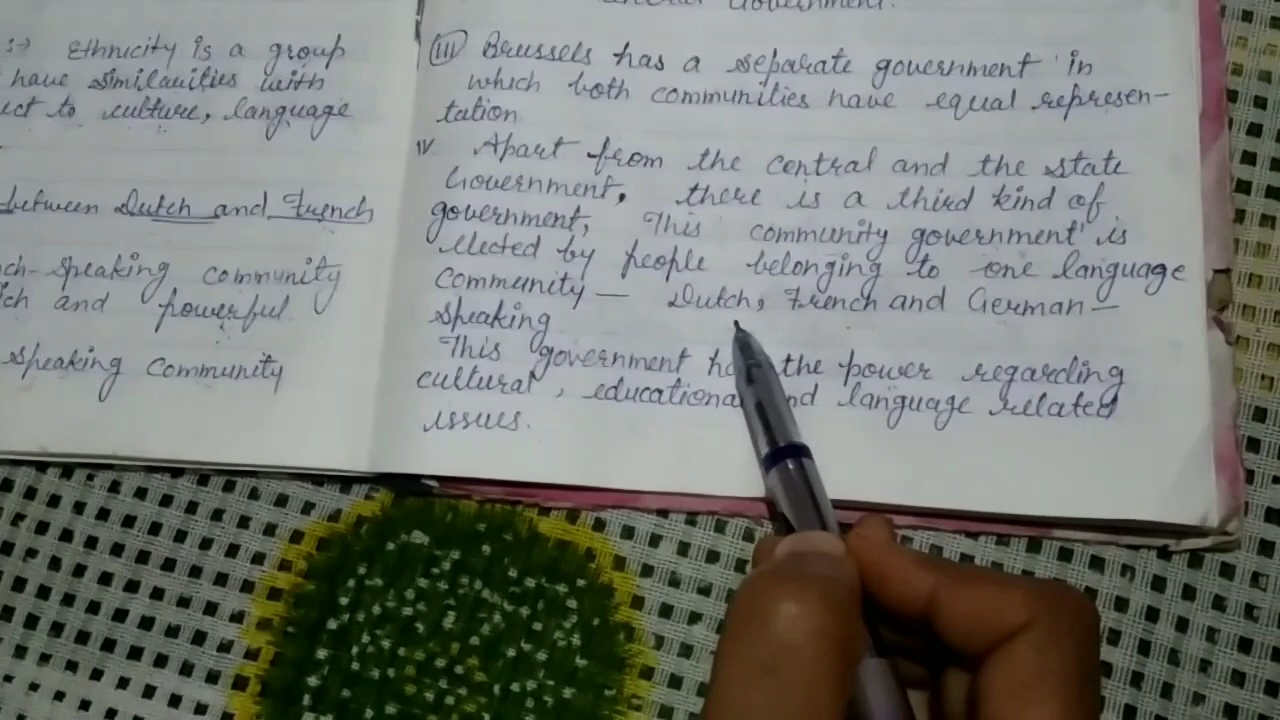 :→ Ethnicity is a group
have similarities with
ect to culture, language
between Dutch and French
ch-speaking community
ich and powerful.
speaking community
Government.
(III) Brussels has a separate government in
which both communities have equal represen-
tation
IV. Apart from the central and the state
Government, there is a third kind of
government, This community government is
elected by people belonging to one language
community — Dutch, French and German—
speaking
This government has the power regarding
cultural, educational and language related
issues.